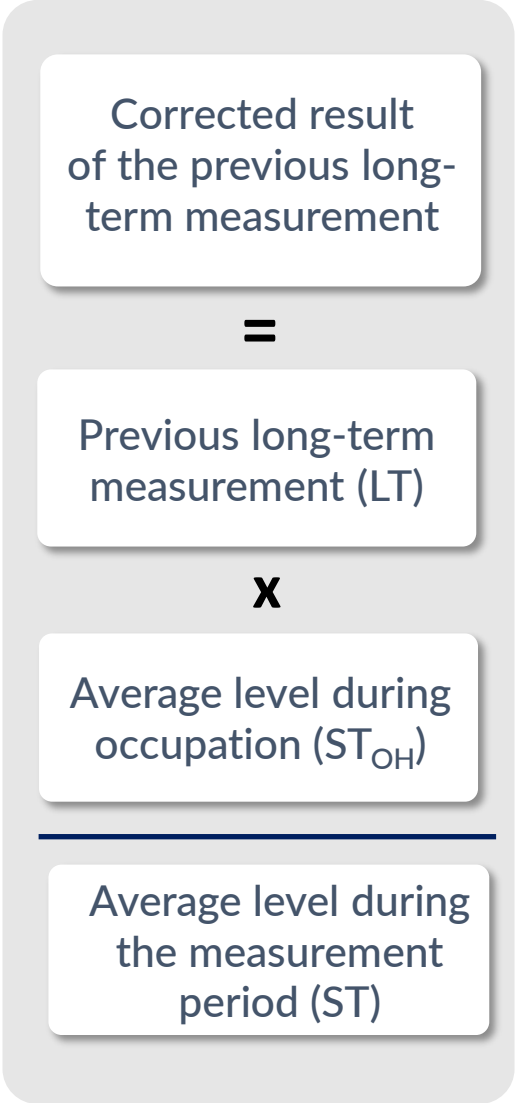 Corrected result
of the previous long-
term measurement
=
Previous long-term
measurement (LT)
x
Average level during
occupation (ST_OH)
Average level during
the measurement
period (ST)